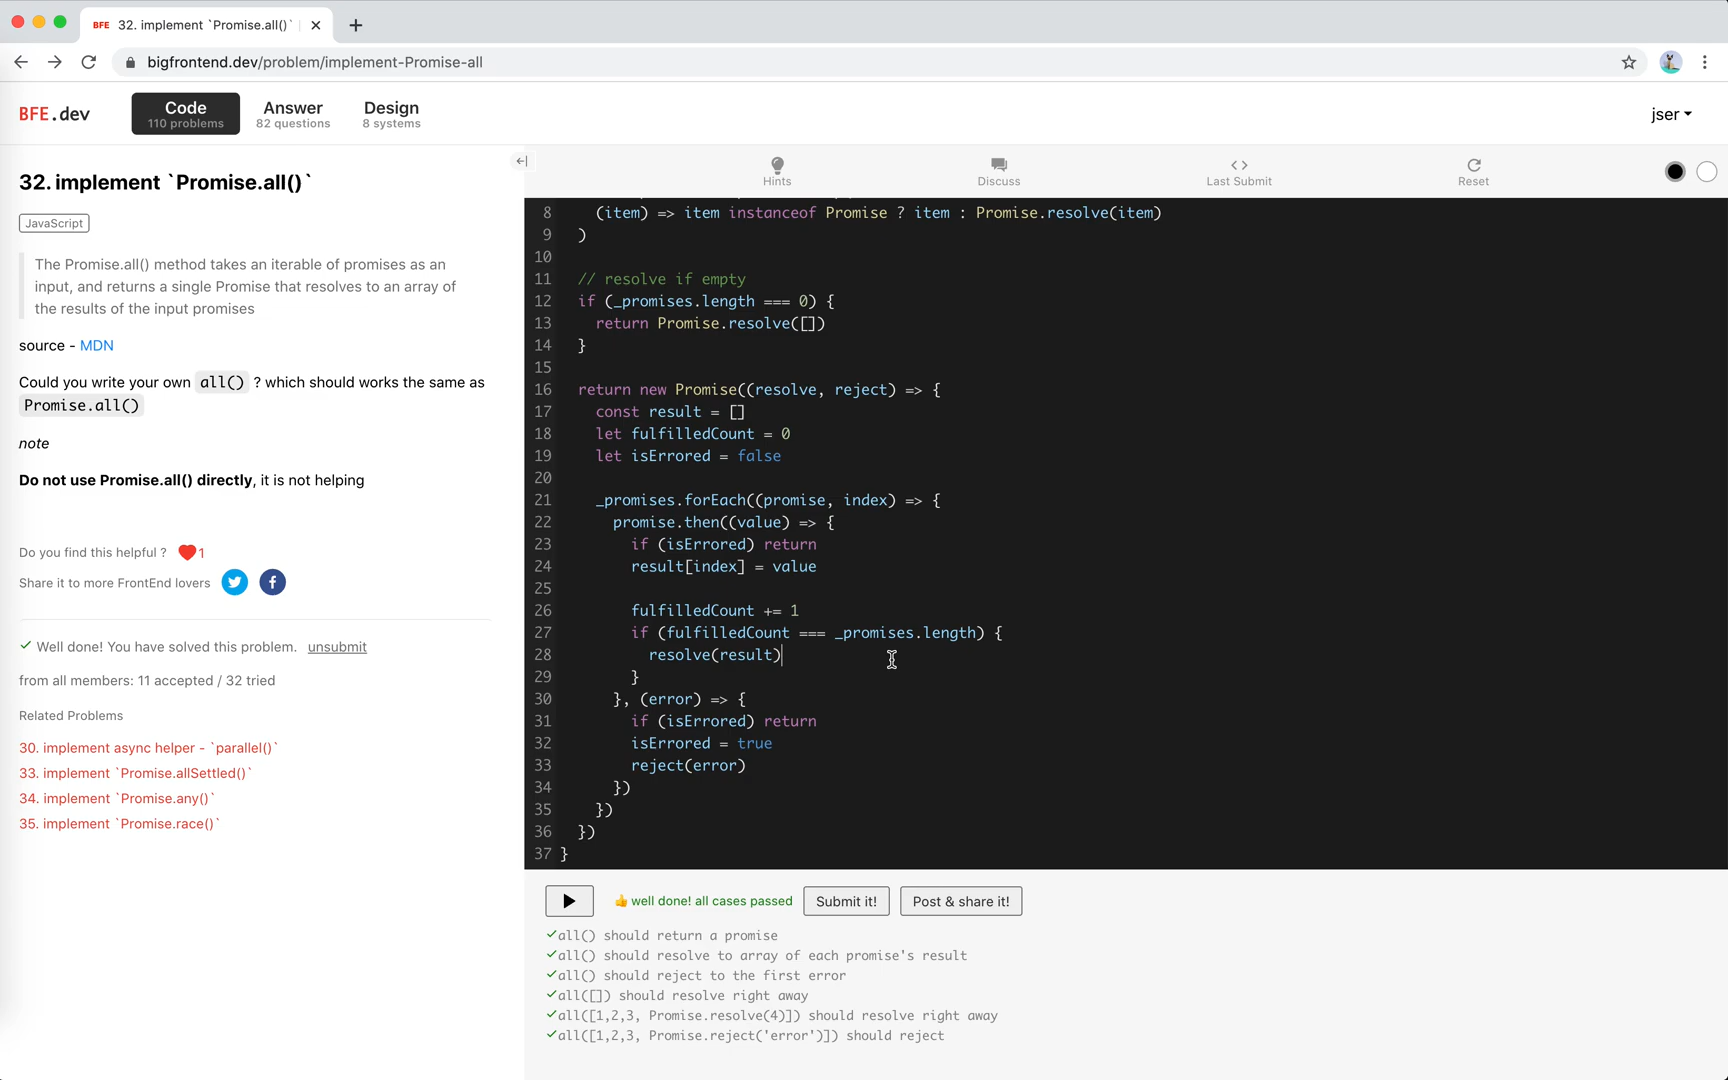 BFE 32. implement `Promise.all()`
bigfrontend.dev/problem/implement-Promise-all
BFE.dev
Code
110 problems
Answer
82 questions
Design
8 systems
jser
32. implement `Promise.all()`
JavaScript
The Promise.all() method takes an iterable of promises as an
input, and returns a single Promise that resolves to an array of
the results of the input promises
source - MDN
Could you write your own all() ? which should works the same as
Promise.all()
note
Do not use Promise.all() directly, it is not helping
Do you find this helpful ? 1
Share it to more FrontEnd lovers
✓ Well done! You have solved this problem. unsubmit
from all members: 11 accepted / 32 tried
Related Problems
30. implement async helper - `parallel()`
33. implement `Promise.allSettled()`
34. implement `Promise.any()`
35. implement `Promise.race()`
Hints
Discuss
Last Submit
Reset
8 (item) => item instanceof Promise ? item : Promise.resolve(item)
9 )
10
11 // resolve if empty
12 if (_promises.length === 0) {
13 return Promise.resolve([])
14 }
15
16 return new Promise((resolve, reject) => {
17 const result = []
18 let fulfilledCount = 0
19 let isErrored = false
20
21 _promises.forEach((promise, index) => {
22 promise.then((value) => {
23 if (isErrored) return
24 result[index] = value
25
26 fulfilledCount += 1
27 if (fulfilledCount === _promises.length) {
28 resolve(result)
29 }
30 }, (error) => {
31 if (isErrored) return
32 isErrored = true
33 reject(error)
34 })
35 })
36 })
37 }
👍 well done! all cases passed
Submit it!
Post & share it!
✓all() should return a promise
✓all() should resolve to array of each promise's result
✓all() should reject to the first error
✓all([]) should resolve right away
✓all([1,2,3, Promise.resolve(4)]) should resolve right away
✓all([1,2,3, Promise.reject('error')]) should reject